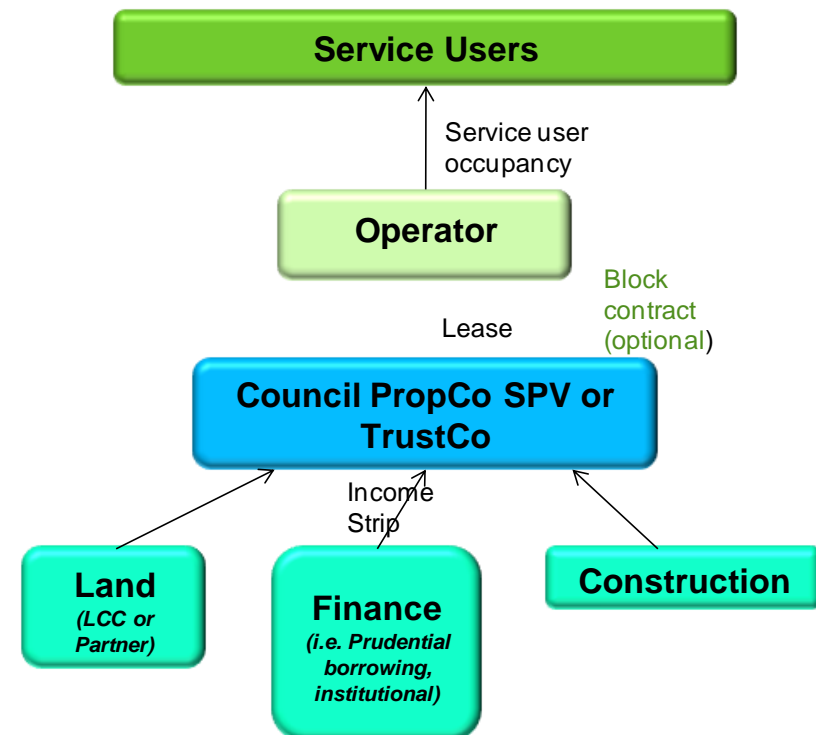 Service Users
Service user
occupancy
Operator
Block
contract
(optional)
Lease
Council PropCo SPV or
TrustCo
Income
Strip
Land
(LCC or
Partner)
Finance
(i.e. Prudential
borrowing,
institutional)
Construction